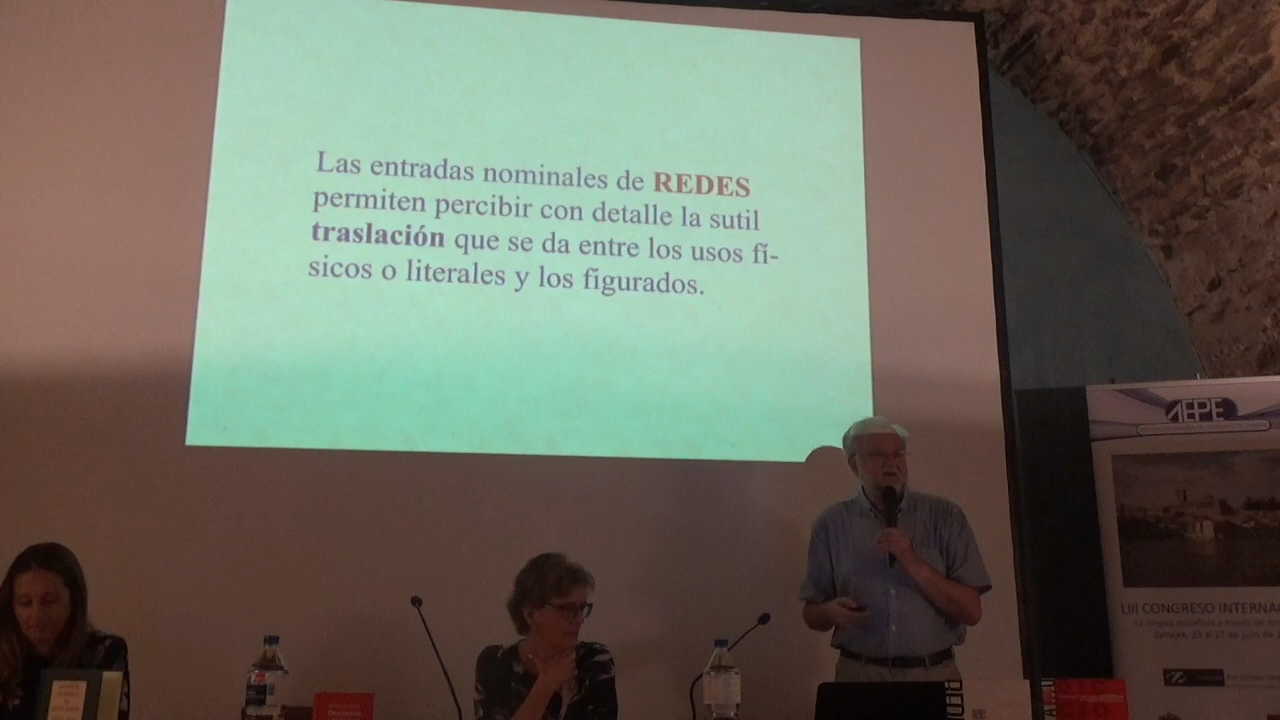 Las entradas nominales de REDES
permiten percibir con detalle la sutil
traslación que se da entre los usos fí-
sicos o literales y los figurados.
AEPE
LIII CONGRESO INTERNA